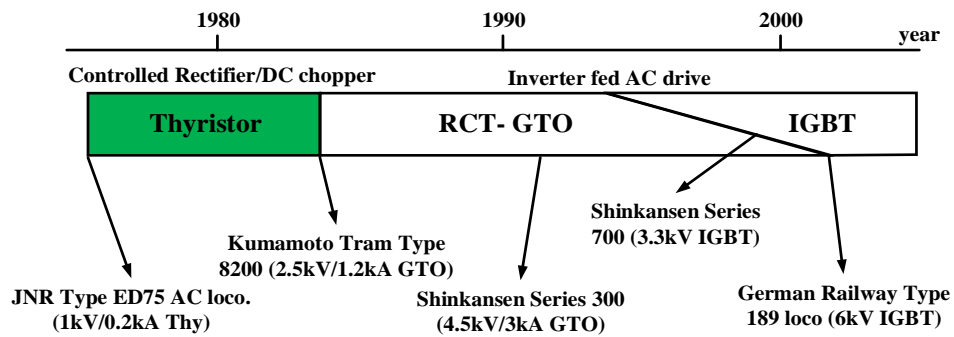 1980 1990 2000
year
Controlled Rectifier/DC chopper
Inverter fed AC drive
Thyristor
RCT- GTO
IGBT
Shinkansen Series
700 (3.3kV IGBT)
Kumamoto Tram Type
8200 (2.5kV/1.2kA GTO)
JNR Type ED75 AC loco.
(1kV/0.2kA Thy)
Shinkansen Series 300
(4.5kV/3kA GTO)
German Railway Type
189 loco (6kV IGBT)